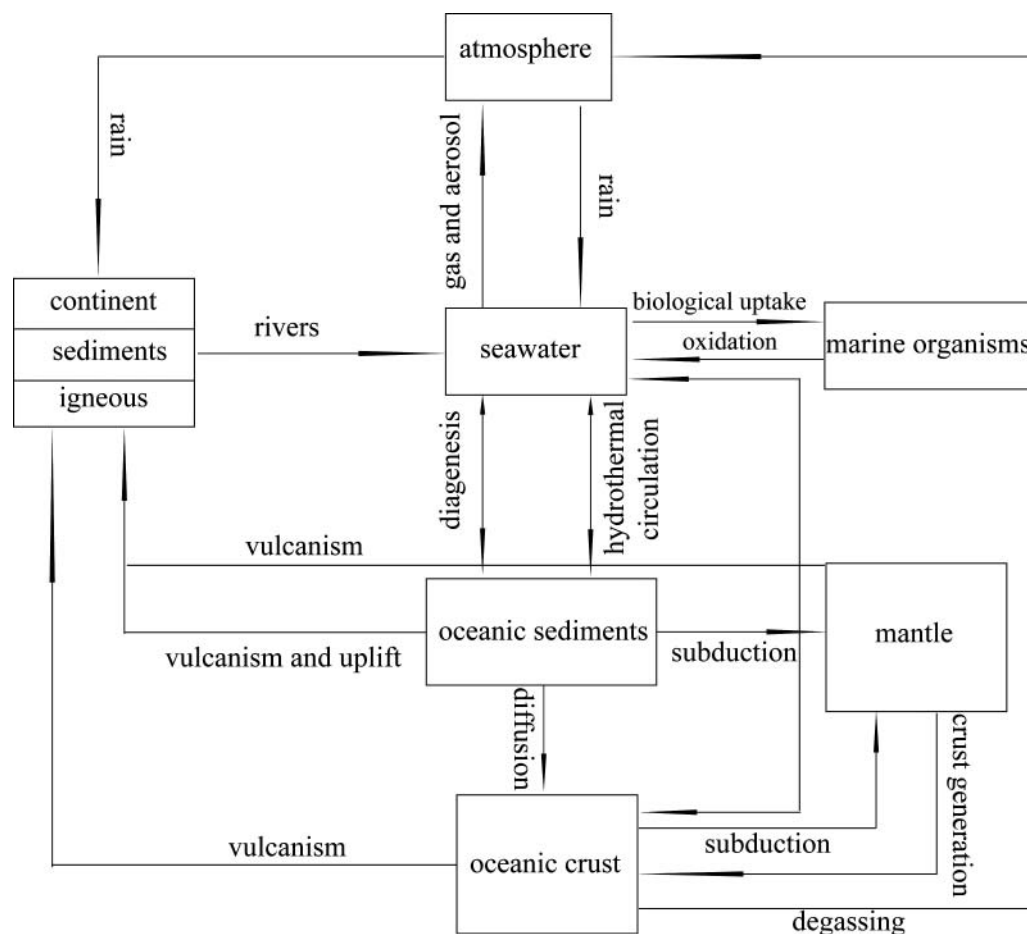 atmosphere
rain
gas and aerosol
rain
continent
sediments
igneous
rivers
seawater
biological uptake
oxidation
marine organisms
diagenesis
hydrothermal
circulation
vulcanism
oceanic sediments
mantle
vulcanism and uplift
subduction
diffusion
crust generation
vulcanism
oceanic crust
subduction
degassing